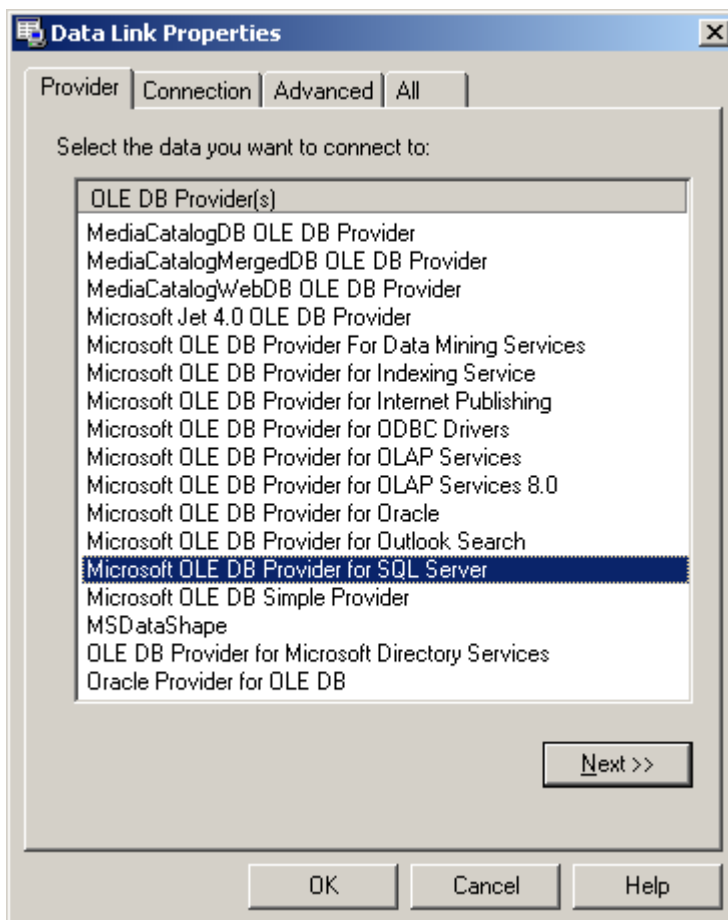 Data Link Properties
Provider Connection Advanced All
Select the data you want to connect to:
OLE DB Provider(s)
MediaCatalogDB OLE DB Provider
MediaCatalogMergedDB OLE DB Provider
MediaCatalogWebDB OLE DB Provider
Microsoft Jet 4.0 OLE DB Provider
Microsoft OLE DB Provider For Data Mining Services
Microsoft OLE DB Provider for Indexing Service
Microsoft OLE DB Provider for Internet Publishing
Microsoft OLE DB Provider for ODBC Drivers
Microsoft OLE DB Provider for OLAP Services
Microsoft OLE DB Provider for OLAP Services 8.0
Microsoft OLE DB Provider for Oracle
Microsoft OLE DB Provider for Outlook Search
Microsoft OLE DB Provider for SQL Server
Microsoft OLE DB Simple Provider
MSDataShape
OLE DB Provider for Microsoft Directory Services
Oracle Provider for OLE DB
Next >>
OK Cancel Help